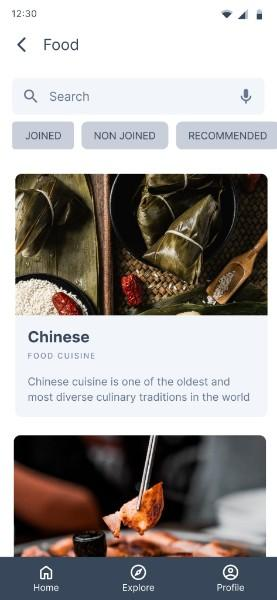 12:30
Food
Search
JOINED
NON JOINED
RECOMMENDED
Chinese
FOOD CUISINE
Chinese cuisine is one of the oldest and
most diverse culinary traditions in the world
Home
Explore
Profile